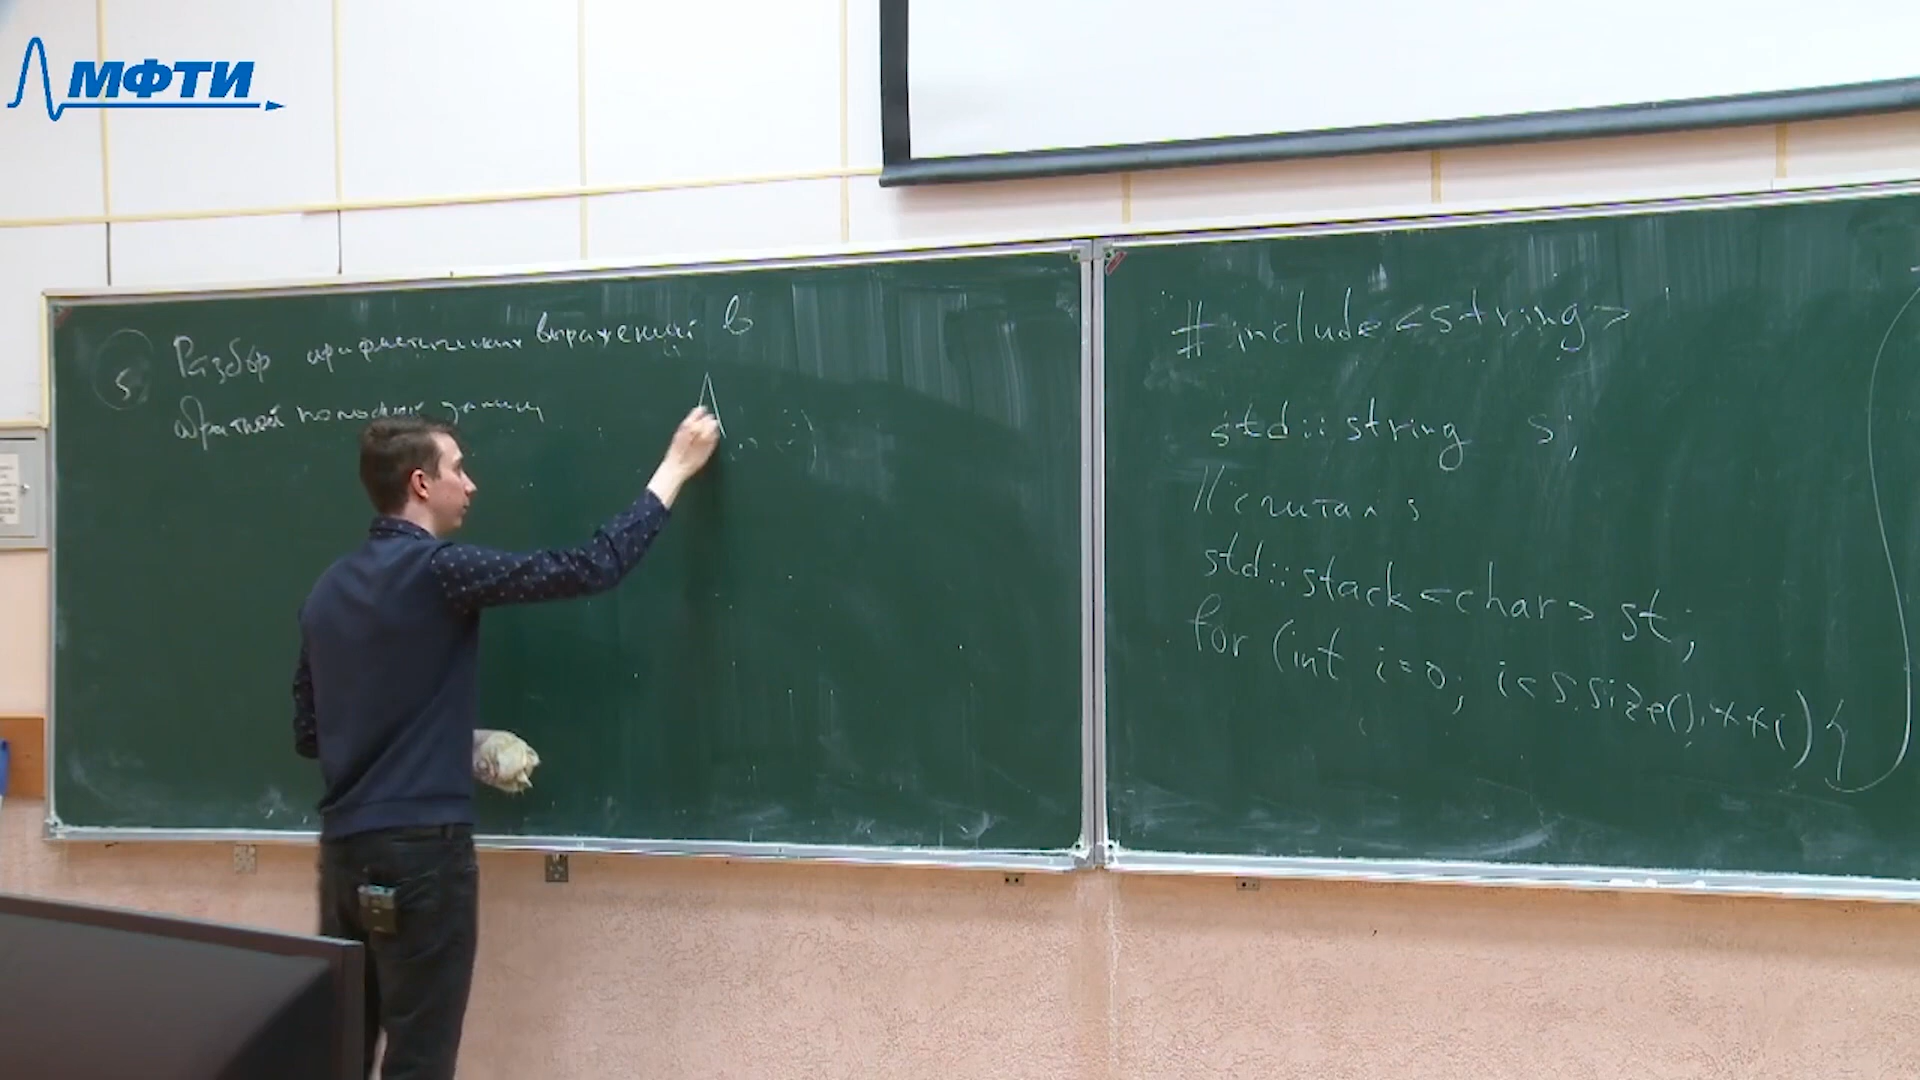 МФТИ
5
Разбор арифметических выражений в
обратной польской записи
#include<string>
std::string s;
//считал s
std::stack<char> st;
for (int i=0; i<s.size(); ++i) {